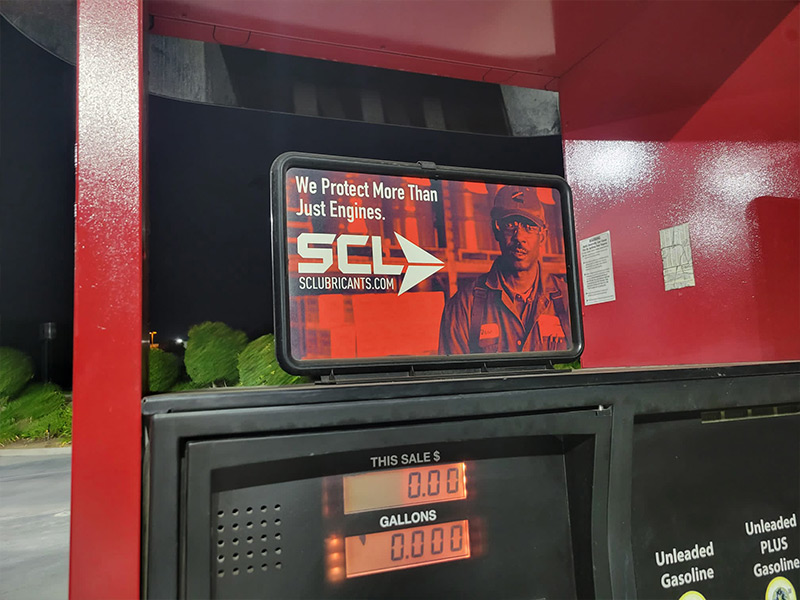 We Protect More Than
Just Engines.
SCL
SCLUBRICANTS.COM
THIS SALE $
0.00
GALLONS
0.000
Unleaded
Gasoline
Unleaded
PLUS
Gasoline